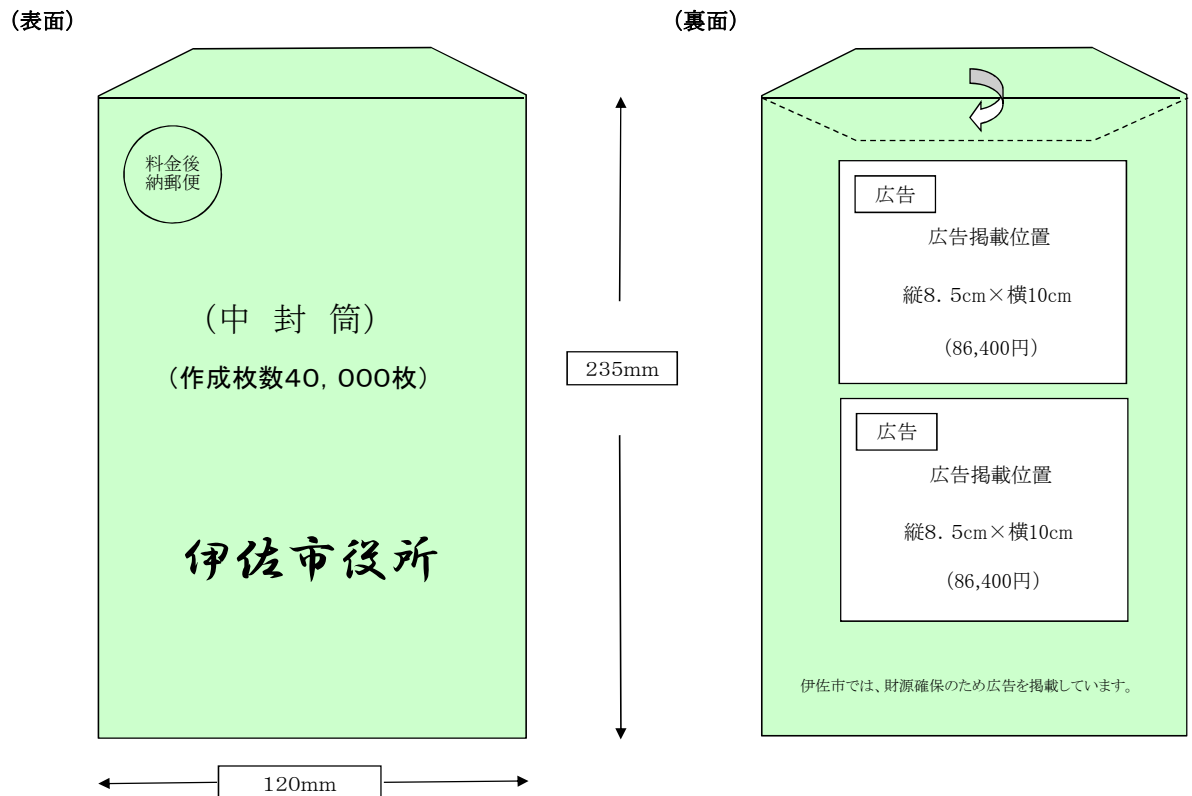 （表面）
料金後
納郵便
（中　封　筒）
（作成枚数40，000枚）
伊佐市役所
120mm
235mm
（裏面）
広告
広告掲載位置
縦8．5cm×横10cm
（86,400円）
広告
広告掲載位置
縦8．5cm×横10cm
（86,400円）
伊佐市では、財源確保のため広告を掲載しています。